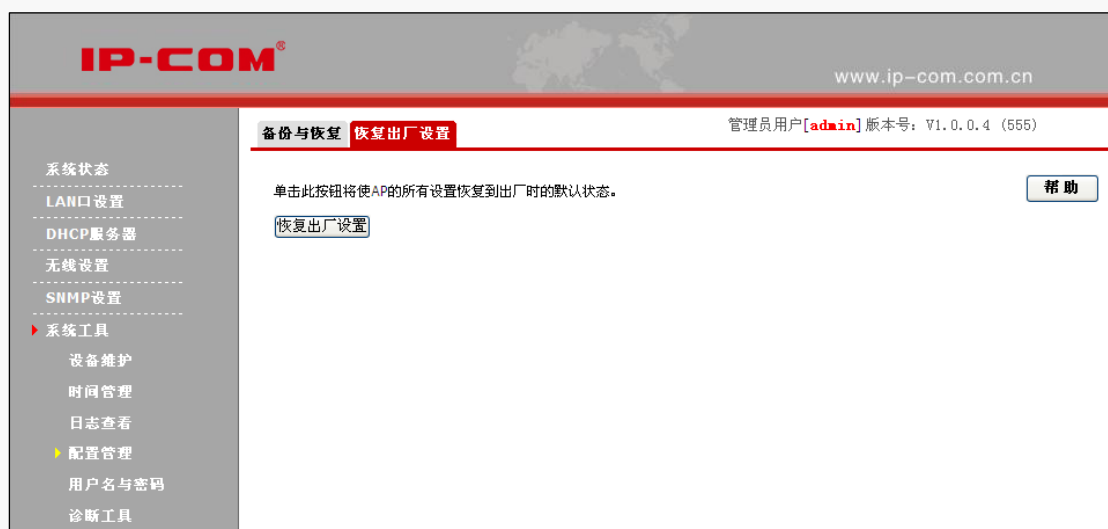 IP-COM®
www.ip-com.com.cn
备份与恢复 恢复出厂设置
管理员用户[admin]版本号: V1.0.0.4 (555)
系统状态
LAN口设置
DHCP服务器
无线设置
SNMP设置
系统工具
设备维护
时间管理
日志查看
配置管理
用户名与密码
诊断工具
单击此按钮将使AP的所有设置恢复到出厂时的默认状态。
帮助
恢复出厂设置